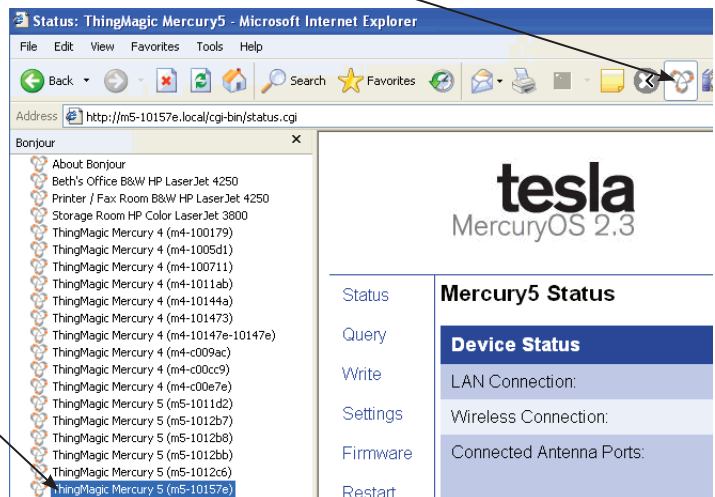 Status: ThingMagic Mercury5 - Microsoft Internet Explorer
File Edit View Favorites Tools Help
Back Search Favorites
Address http://m5-10157e.local/cgi-bin/status.cgi
Bonjour x
About Bonjour
Beth's Office B&W HP LaserJet 4250
Printer / Fax Room B&W HP LaserJet 4250
Storage Room HP Color LaserJet 3800
ThingMagic Mercury 4 (m4-100179)
ThingMagic Mercury 4 (m4-1005d1)
ThingMagic Mercury 4 (m4-100711)
ThingMagic Mercury 4 (m4-1011ab)
ThingMagic Mercury 4 (m4-10144a)
ThingMagic Mercury 4 (m4-101473)
ThingMagic Mercury 4 (m4-10147e-10147e)
ThingMagic Mercury 4 (m4-c009ac)
ThingMagic Mercury 4 (m4-c00cc9)
ThingMagic Mercury 4 (m4-c00e7e)
ThingMagic Mercury 5 (m5-1011d2)
ThingMagic Mercury 5 (m5-1012b7)
ThingMagic Mercury 5 (m5-1012b8)
ThingMagic Mercury 5 (m5-1012bb)
ThingMagic Mercury 5 (m5-1012c6)
ThingMagic Mercury 5 (m5-10157e)
tesla
MercuryOS 2.3
Status
Query
Write
Settings
Firmware
Restart
Mercury5 Status
Device Status
LAN Connection:
Wireless Connection:
Connected Antenna Ports: